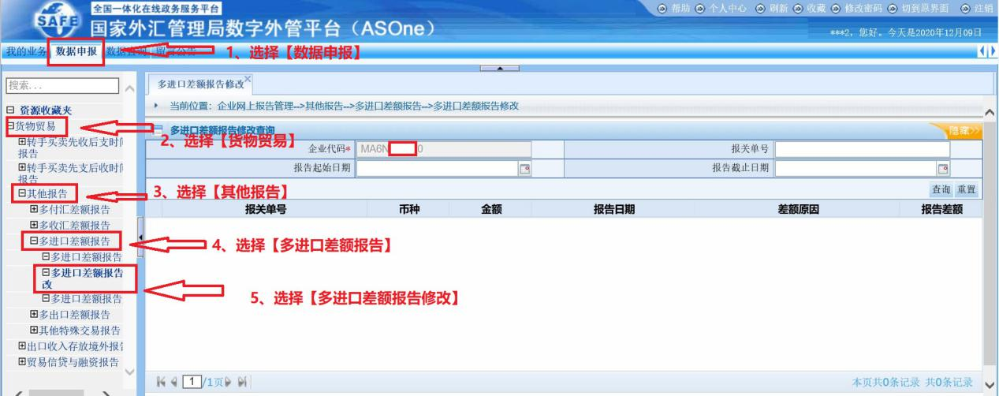 全国一体化在线政务服务平台
SAFE
国家外汇管理局数字外管平台（ASOne）
帮助 个人中心 刷新 收藏 修改密码 切到原界面 注销
***2，您好。今天是2020年12月09日
我的业务 数据申报
1、选择【数据申报】
搜索...
多进口差额报告修改
当前位置：企业网上报告管理-->其他报告-->多进口差额报告-->多进口差额报告修改
资源收藏夹
货物贸易
多进口差额报告修改查询
隐藏>>
2、选择【货物贸易】
转手买卖先收后支时间
报告
企业代码* MA6N 0
报关单号
转手买卖先支后收时间
报告
报告起始日期
报告截止日期
其他报告
3、选择【其他报告】
查询 重置
多付汇差额报告
报关单号 币种 金额 报告日期 差额原因 报告差额
多收汇差额报告
多进口差额报告
4、选择【多进口差额报告】
多进口差额报告
多进口差额报告
改
5、选择【多进口差额报告修改】
多进口差额报告
多出口差额报告
其他特殊交易报告
出口收入存放境外报告
贸易信贷与融资报告
1 /1页
本页共0条记录 共0条记录